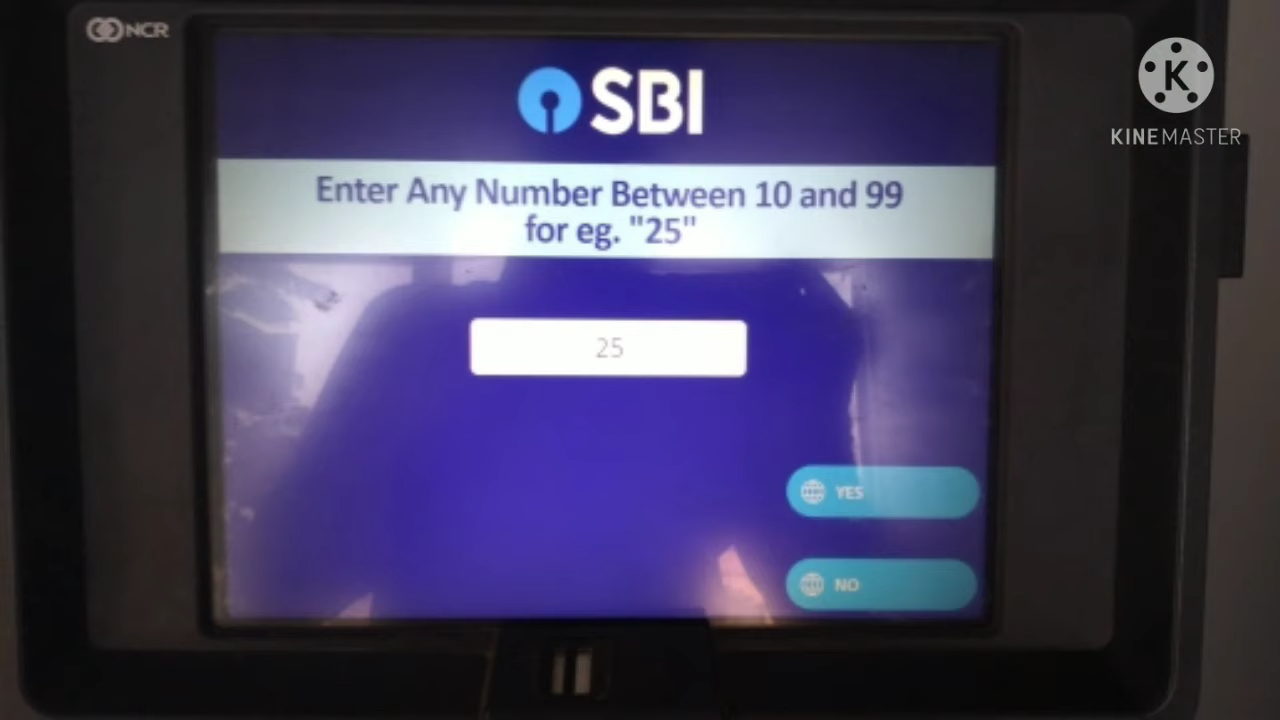 NCR
SBI
K
KINEMASTER
Enter Any Number Between 10 and 99
for eg. "25"
25
YES
NO